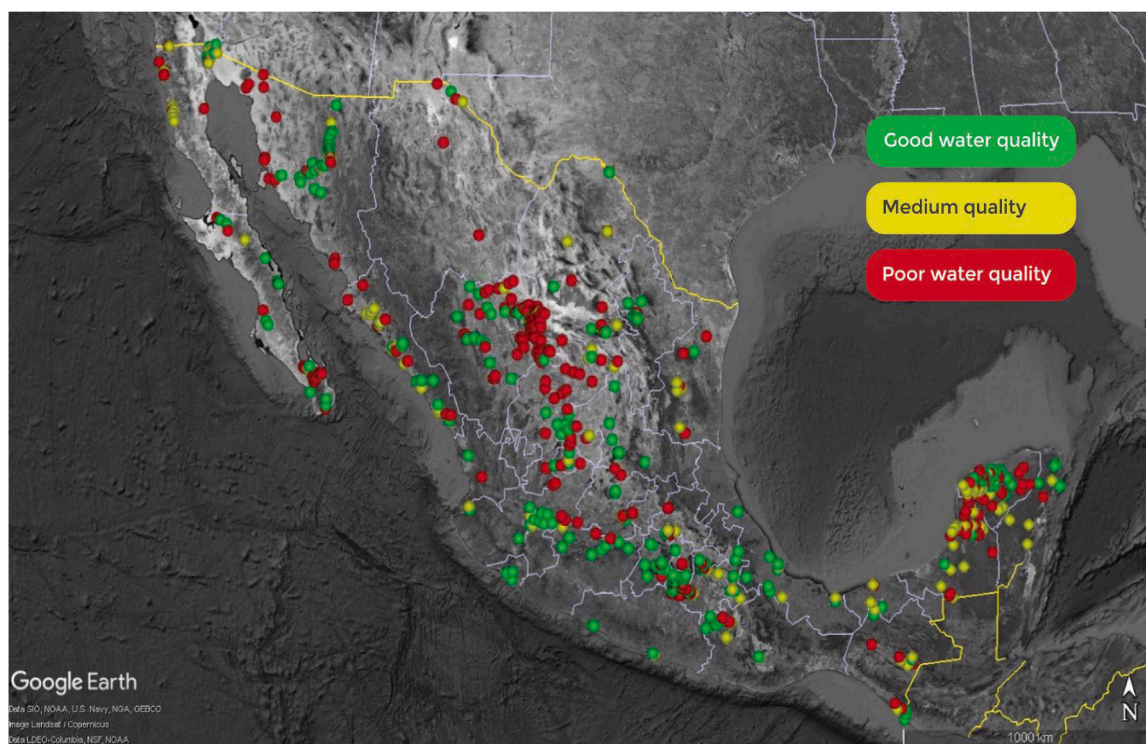 Good water quality
Medium quality
Poor water quality
Google Earth
Data SIO, NOAA, U.S. Navy, NGA, GEBCO
Image Landsat / Copernicus
Data LDEO-Columbia, NSF, NOAA
N
1000 km